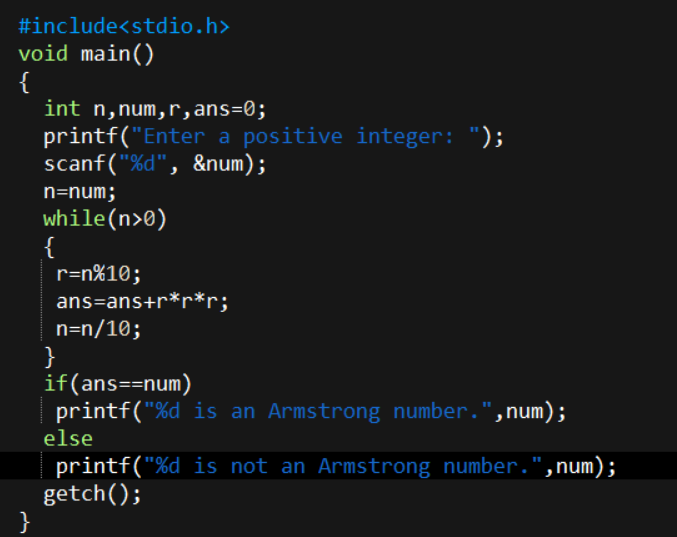 #include<stdio.h>
void main()
{
int n,num,r,ans=0;
printf("Enter a positive integer: ");
scanf("%d", &num);
n=num;
while(n>0)
{
r=n%10;
ans=ans+r*r*r;
n=n/10;
}
if(ans==num)
printf("%d is an Armstrong number.",num);
else
printf("%d is not an Armstrong number.",num);
getch();
}